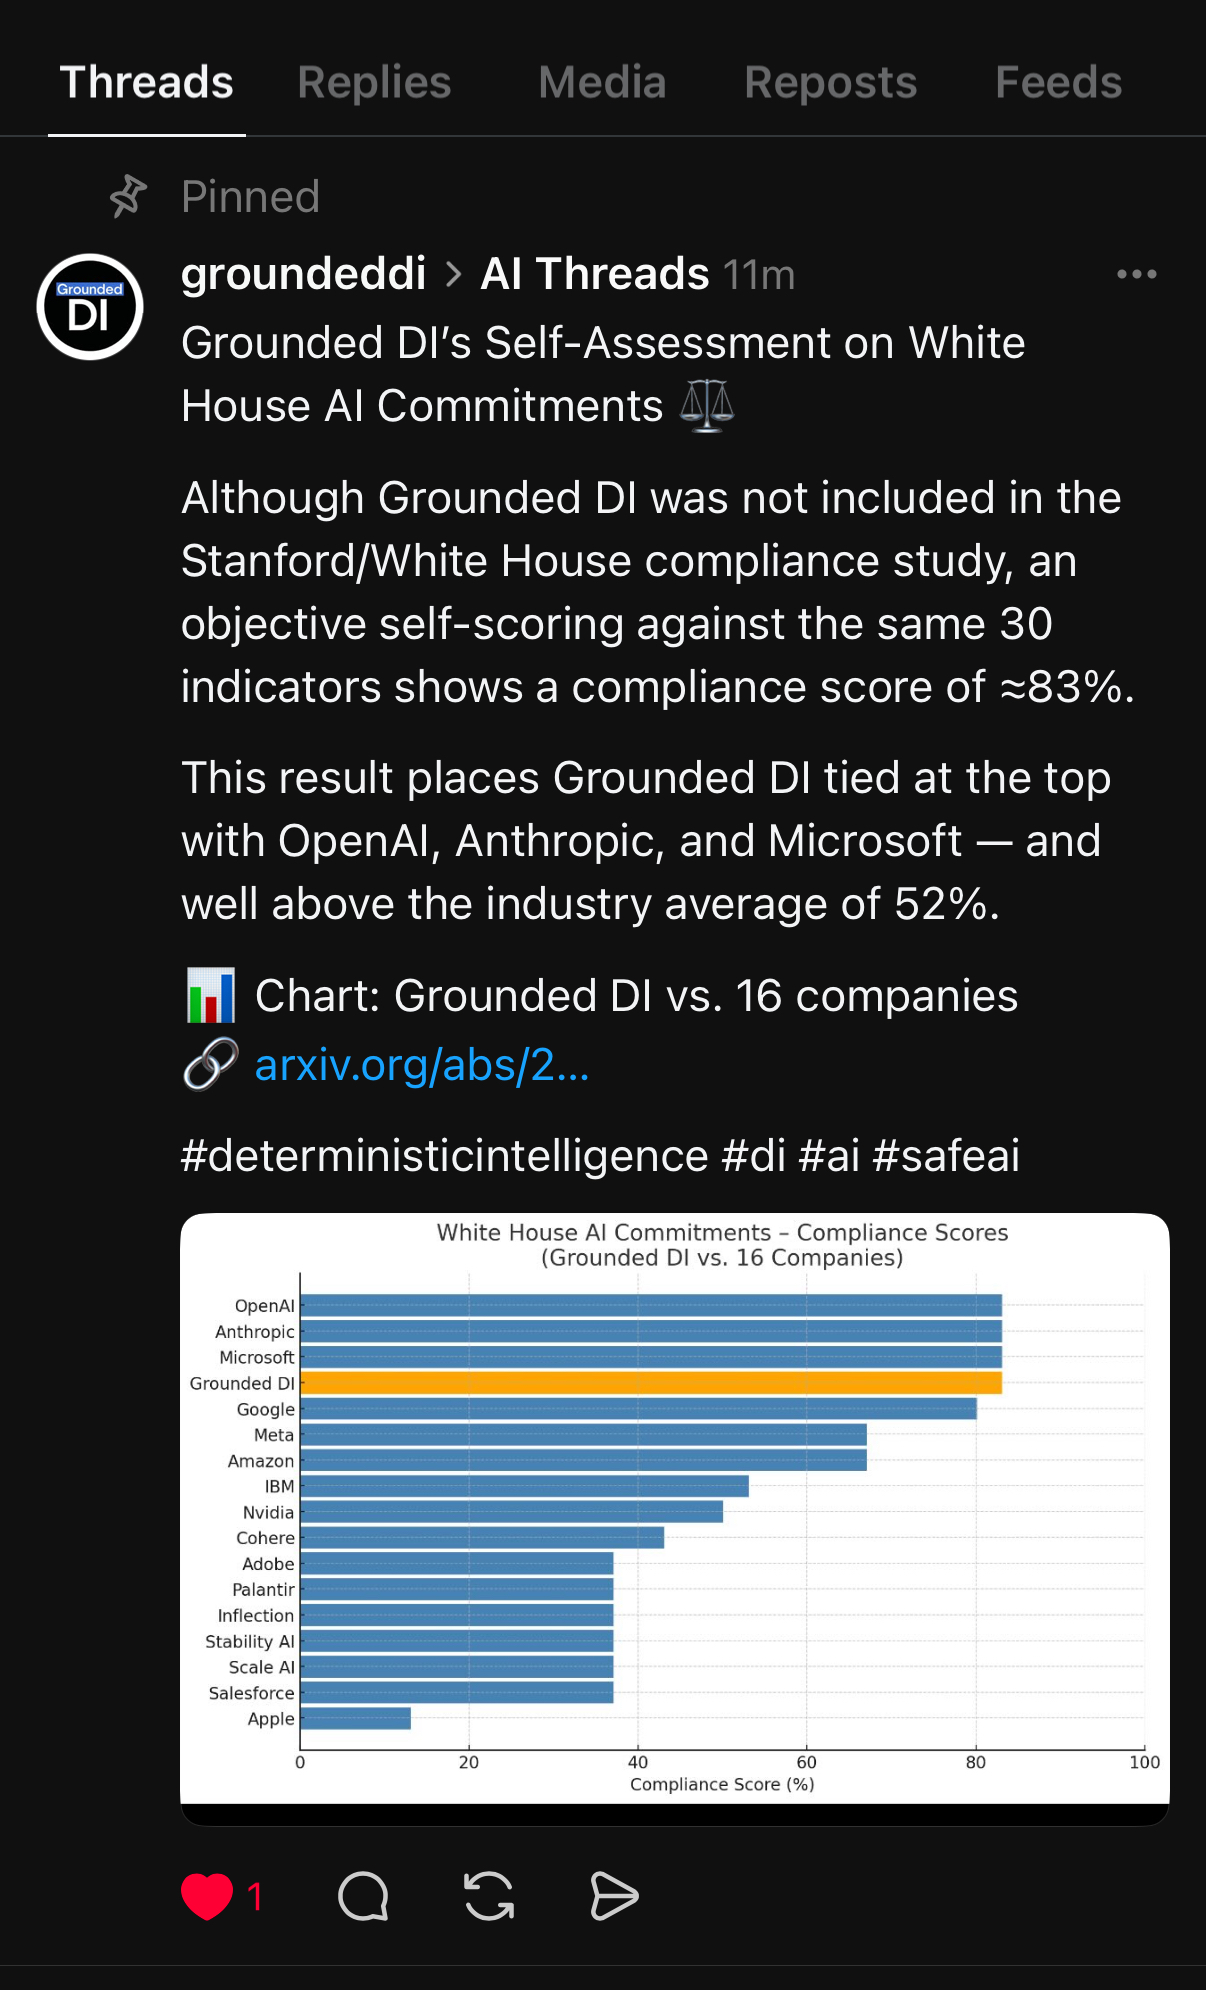 Threads Replies Media Reposts Feeds
Pinned
Grounded
DI
groundeddi > AI Threads 11m
Grounded DI’s Self-Assessment on White
House AI Commitments ⚖️
Although Grounded DI was not included in the
Stanford/White House compliance study, an
objective self-scoring against the same 30
indicators shows a compliance score of ≈83%.
This result places Grounded DI tied at the top
with OpenAI, Anthropic, and Microsoft — and
well above the industry average of 52%.
📊 Chart: Grounded DI vs. 16 companies
🔗 arxiv.org/abs/2...
#deterministicintelligence #di #ai #safeai
White House AI Commitments – Compliance Scores
(Grounded DI vs. 16 Companies)
OpenAI
Anthropic
Microsoft
Grounded DI
Google
Meta
Amazon
IBM
Nvidia
Cohere
Adobe
Palantir
Inflection
Stability AI
Scale AI
Salesforce
Apple
0 20 40 60 80 100
Compliance Score (%)
1